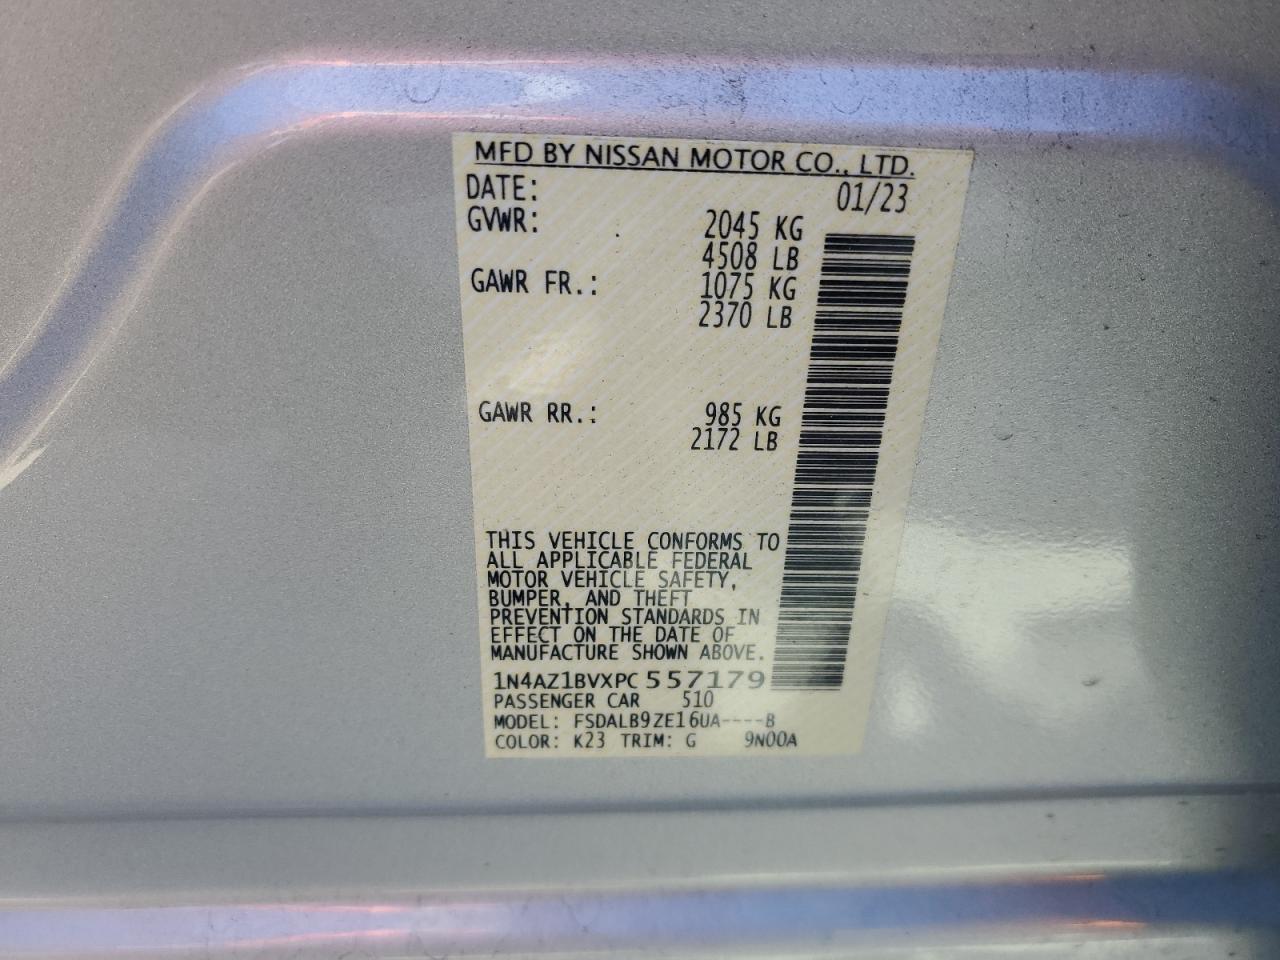 MFD BY NISSAN MOTOR CO., LTD.
DATE: 01/23
GVWR: 2045 KG
4508 LB
GAWR FR.: 1075 KG
2370 LB
GAWR RR.: 985 KG
2172 LB
THIS VEHICLE CONFORMS TO
ALL APPLICABLE FEDERAL
MOTOR VEHICLE SAFETY,
BUMPER, AND THEFT
PREVENTION STANDARDS IN
EFFECT ON THE DATE OF
MANUFACTURE SHOWN ABOVE.
1N4AZ1BVXPC557179
PASSENGER CAR 510
MODEL: FSDALB9ZE16UA----B
COLOR: K23 TRIM: G 9N00A